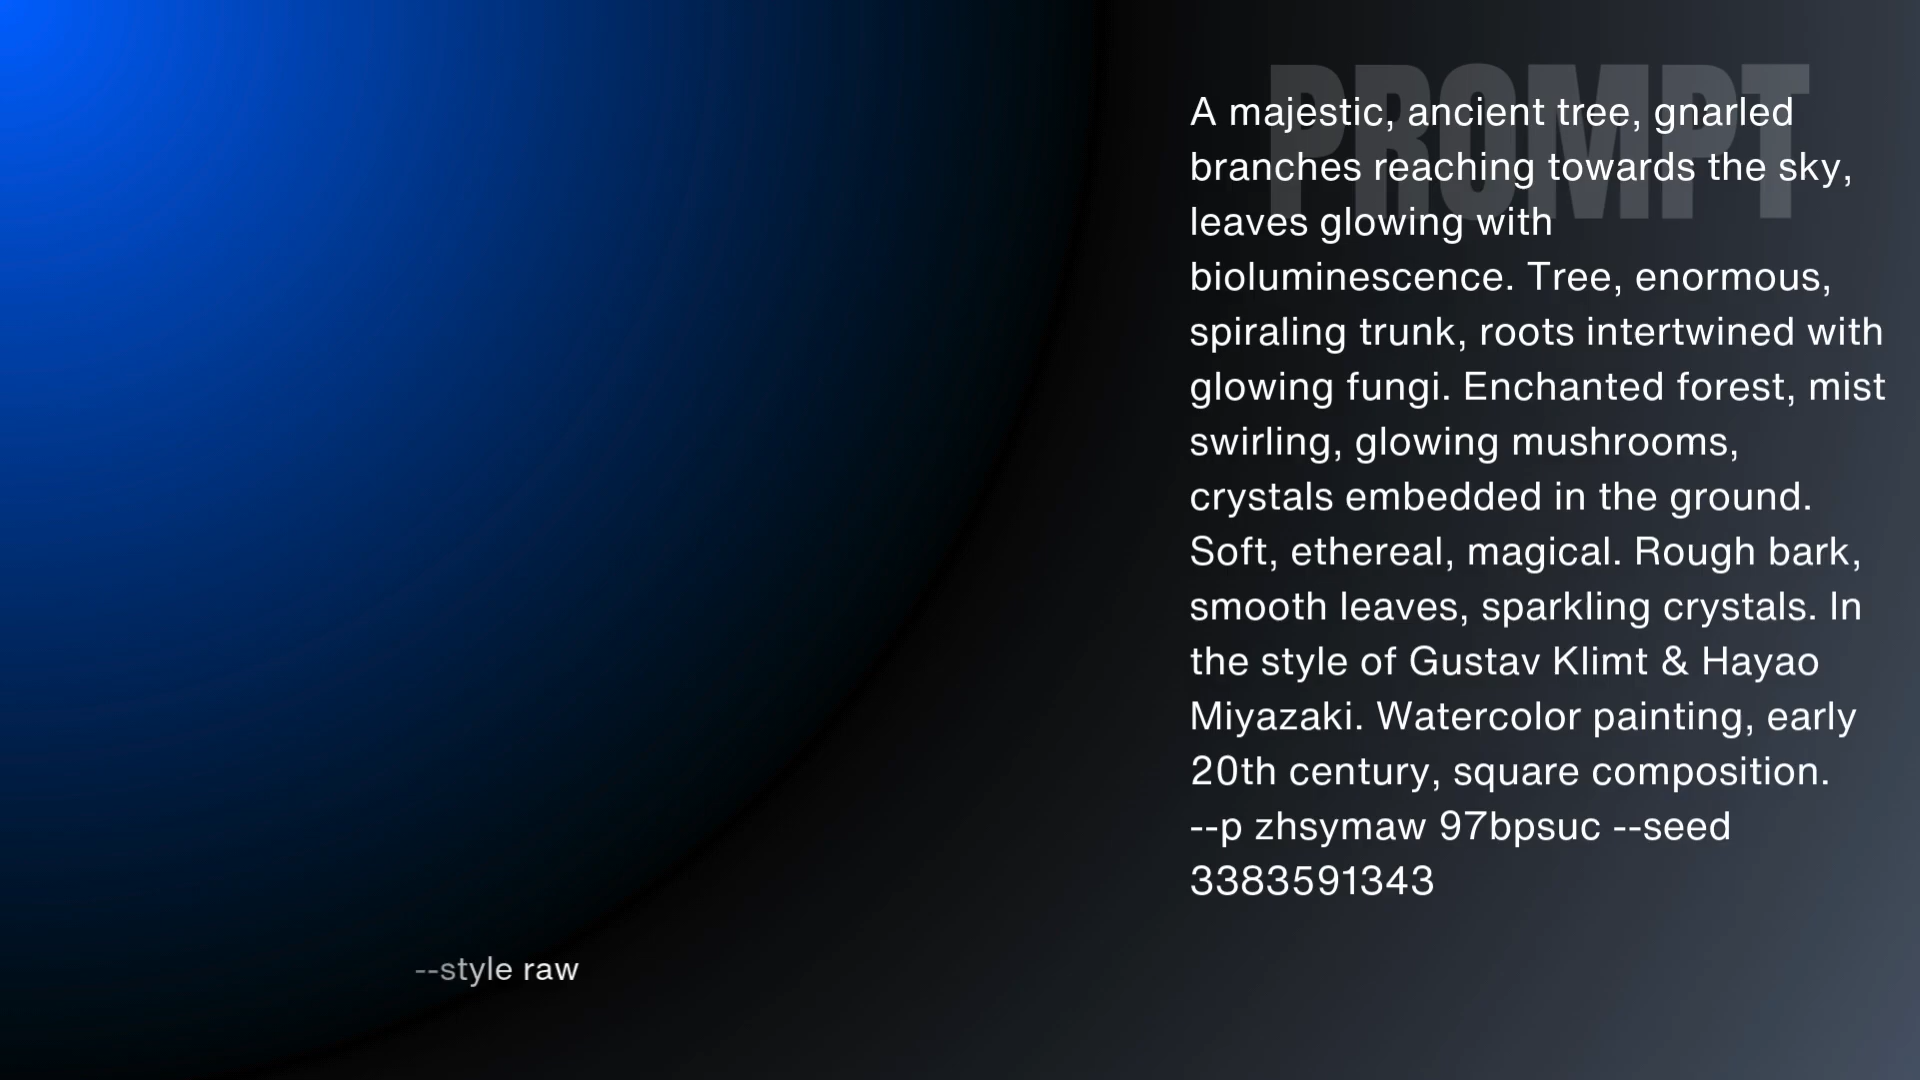 PROMPT
A majestic, ancient tree, gnarled
branches reaching towards the sky,
leaves glowing with
bioluminescence. Tree, enormous,
spiraling trunk, roots intertwined with
glowing fungi. Enchanted forest, mist
swirling, glowing mushrooms,
crystals embedded in the ground.
Soft, ethereal, magical. Rough bark,
smooth leaves, sparkling crystals. In
the style of Gustav Klimt & Hayao
Miyazaki. Watercolor painting, early
20th century, square composition.
--p zhsymaw 97bpsuc --seed
3383591343
--style raw